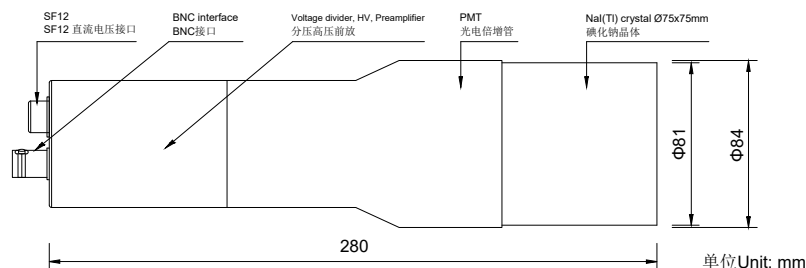 SF12
SF12 直流电压接口
BNC interface
BNC接口
Voltage divider, HV, Preamplifier
分压高压前放
PMT
光电倍增管
NaI(Tl) crystal Ø75x75mm
碘化钠晶体
Φ81
Φ84
280
单位Unit: mm